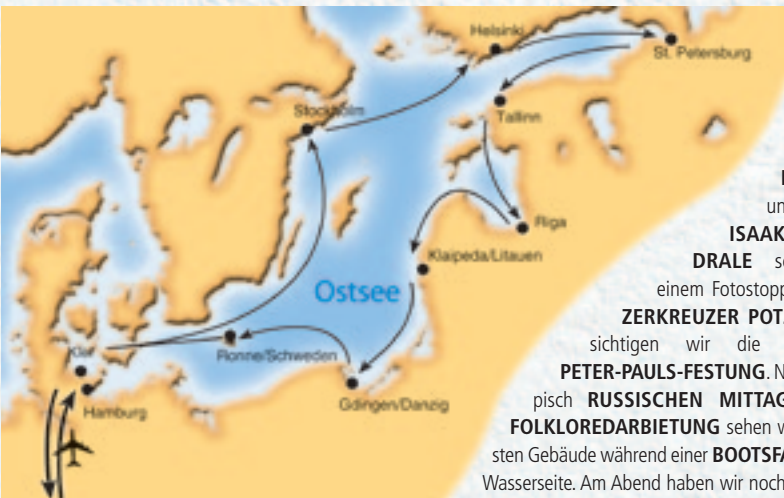 Helsinki
St. Petersburg
Stockholm
Tallinn
Riga
Klaipeda/Litauen
Ostsee
Kiel
Ronne/Schweden
Hamburg
Gdingen/Danzig
ISAAK
DRALE
einem Fotostopp
ZERKREUZER
sichtigen wir die
PETER-PAULS-FESTUNG.
pisch RUSSISCHEN MITTAG
FOLKLOREDARBIETUNG sehen
sten Gebäude während einer BOOTSFA
Wasserseite. Am Abend haben wir noch